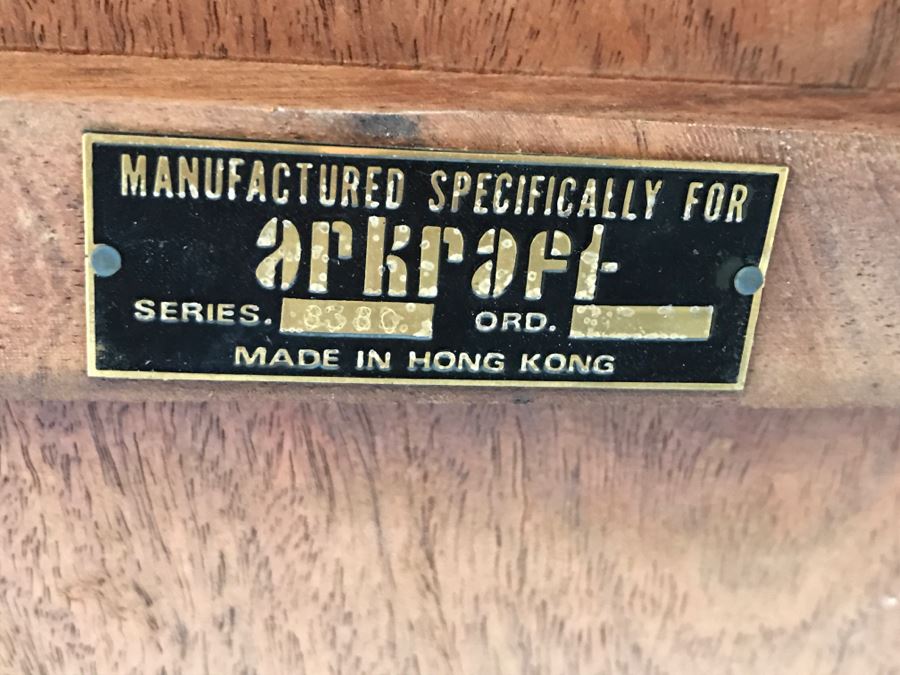 MANUFACTURED SPECIFICALLY FOR
arkraft
SERIES. 8380. ORD.
MADE IN HONG KONG